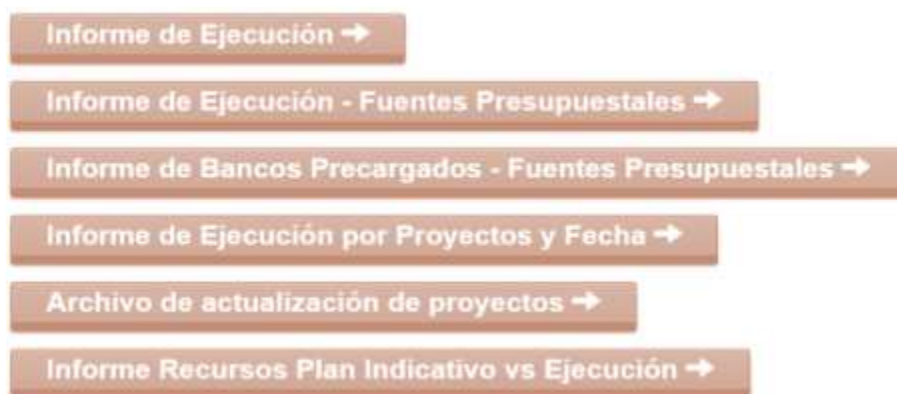 Informe de Ejecución ➔
Informe de Ejecución - Fuentes Presupuestales ➔
Informe de Bancos Precargados - Fuentes Presupuestales ➔
Informe de Ejecución por Proyectos y Fecha ➔
Archivo de actualización de proyectos ➔
Informe Recursos Plan Indicativo vs Ejecución ➔